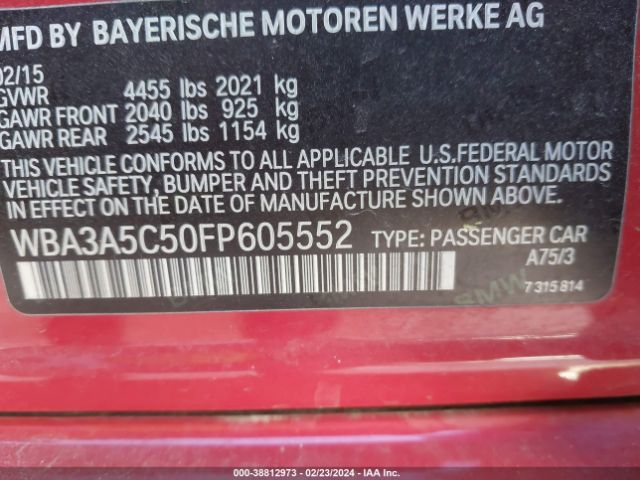 MFD BY BAYERISCHE MOTOREN WERKE AG
02/15
GVWR 4455 lbs 2021 kg
GAWR FRONT 2040 lbs 925 kg
GAWR REAR 2545 lbs 1154 kg
THIS VEHICLE CONFORMS TO ALL APPLICABLE U.S.FEDERAL MOTOR
VEHICLE SAFETY, BUMPER AND THEFT PREVENTION STANDARDS
IN EFFECT ON THE DATE OF MANUFACTURE SHOWN ABOVE.
WBA3A5C50FP605552 TYPE: PASSENGER CAR
A75/3
7 315 814
BMW
000-38812973 - 02/23/2024 - IAA Inc.